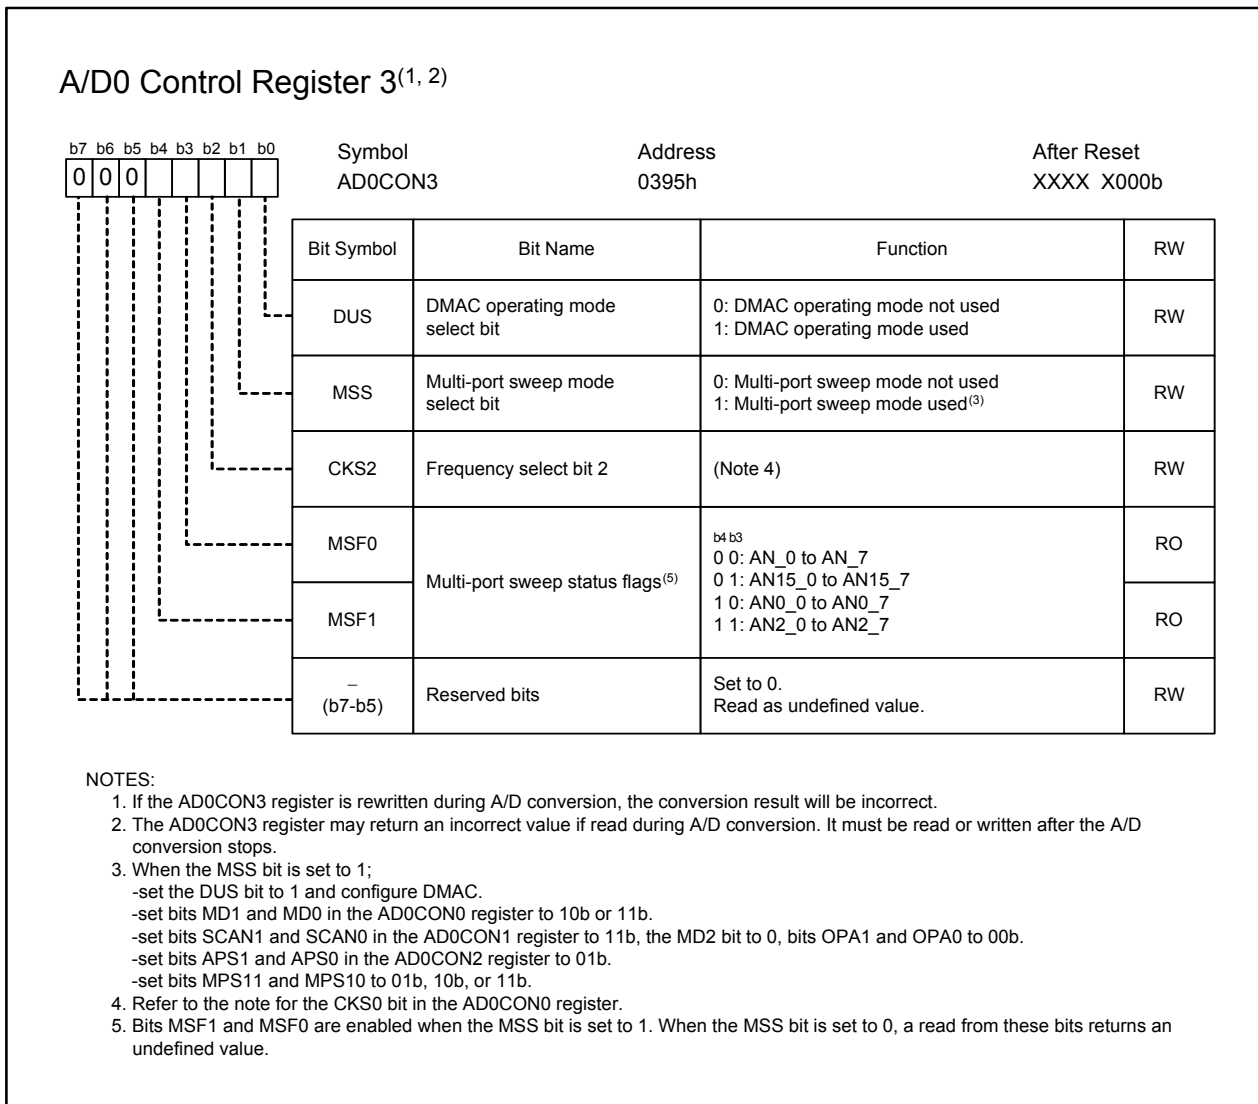 A/D0 Control Register 3(1, 2)
b7 b6 b5 b4 b3 b2 b1 b0
0 0 0
Symbol Address After Reset
AD0CON3 0395h XXXX X000b
Bit Symbol Bit Name Function RW
DUS
DMAC operating mode
select bit
0: DMAC operating mode not used
1: DMAC operating mode used
RW
MSS
Multi-port sweep mode
select bit
0: Multi-port sweep mode not used
1: Multi-port sweep mode used(3)
RW
CKS2 Frequency select bit 2 (Note 4) RW
MSF0
MSF1
Multi-port sweep status flags(5)
b4 b3
0 0: AN_0 to AN_7
0 1: AN15_0 to AN15_7
1 0: AN0_0 to AN0_7
1 1: AN2_0 to AN2_7
RO
RO
–
(b7-b5)
Reserved bits
Set to 0.
Read as undefined value.
RW
NOTES:
1. If the AD0CON3 register is rewritten during A/D conversion, the conversion result will be incorrect.
2. The AD0CON3 register may return an incorrect value if read during A/D conversion. It must be read or written after the A/D
conversion stops.
3. When the MSS bit is set to 1;
-set the DUS bit to 1 and configure DMAC.
-set bits MD1 and MD0 in the AD0CON0 register to 10b or 11b.
-set bits SCAN1 and SCAN0 in the AD0CON1 register to 11b, the MD2 bit to 0, bits OPA1 and OPA0 to 00b.
-set bits APS1 and APS0 in the AD0CON2 register to 01b.
-set bits MPS11 and MPS10 to 01b, 10b, or 11b.
4. Refer to the note for the CKS0 bit in the AD0CON0 register.
5. Bits MSF1 and MSF0 are enabled when the MSS bit is set to 1. When the MSS bit is set to 0, a read from these bits returns an
undefined value.